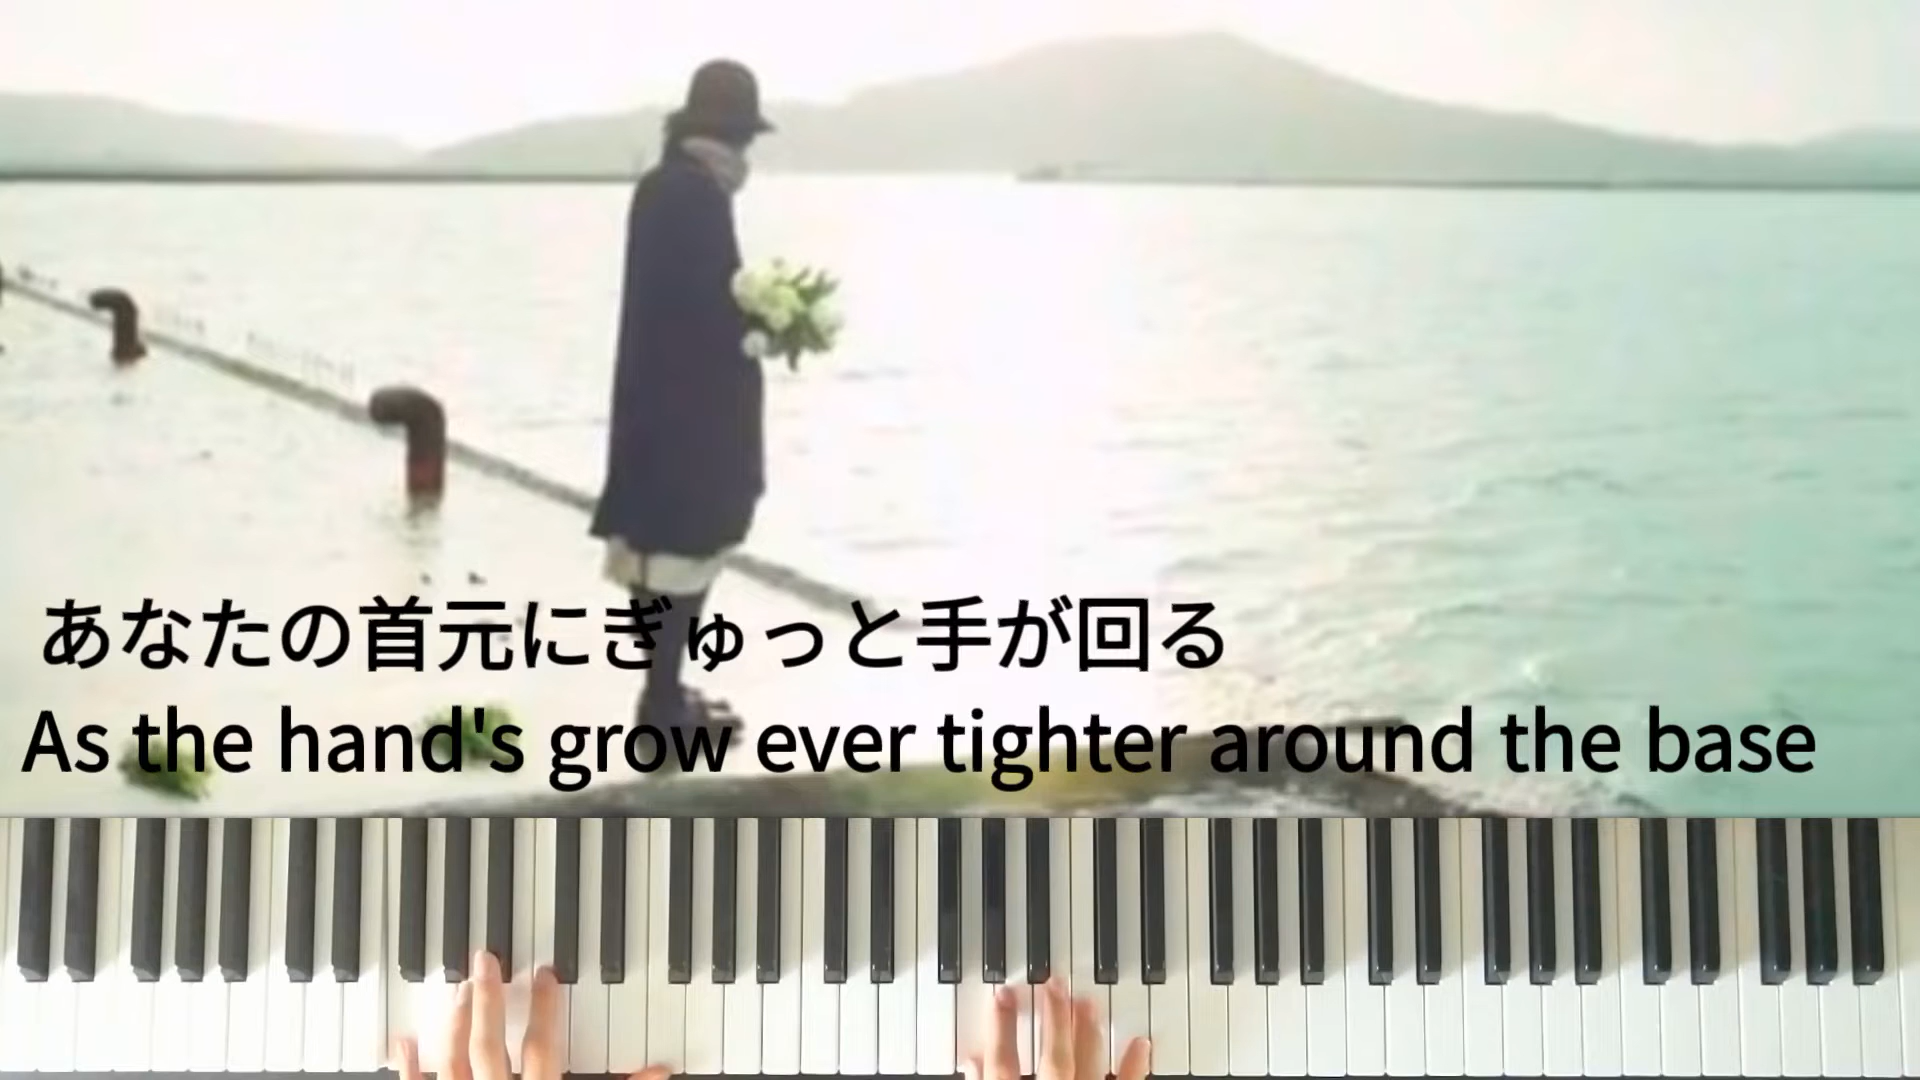 あなたの首元にぎゅっと手が回る
As the hand's grow ever tighter around the base